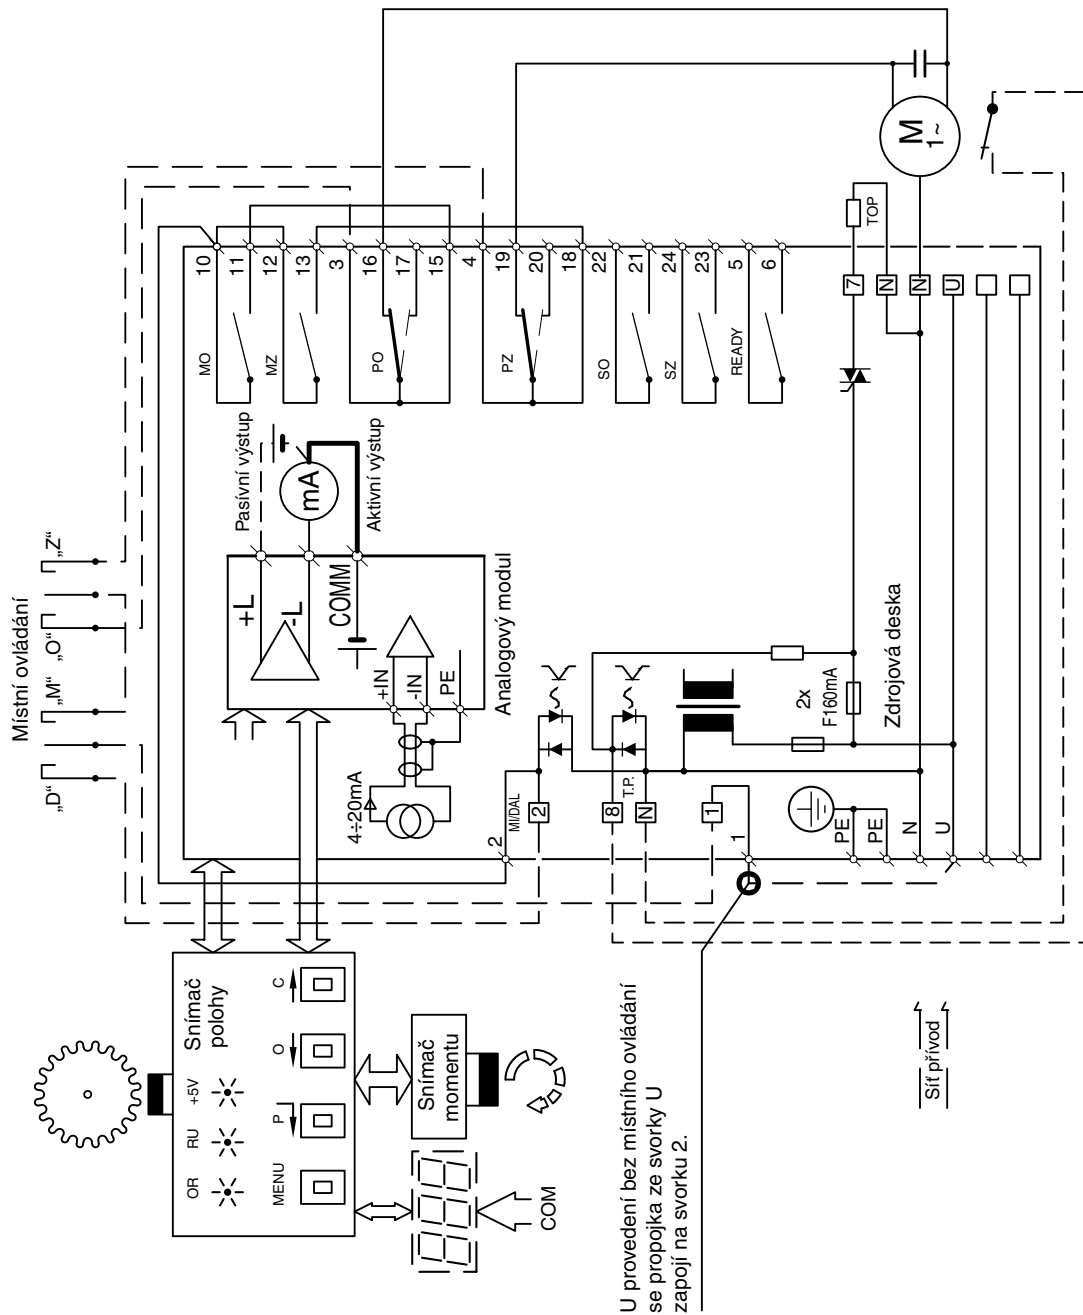 Místní ovládání
„D“
„M“
„O“
„Z“
Snímač
polohy
OR
RU
+5V
MENU
P
O
C
Snímač
momentu
COM
4÷20mA
+L
-L
COMM
+IN
-IN
PE
Analogový modul
mA
Pasívní výstup
Aktivní výstup
MO
MZ
PO
PZ
SO
SZ
READY
10
11
12
13
3
16
17
15
4
19
20
18
22
21
24
23
5
6
2
MI/DAL
2
8
T.P.
N
1
1
PE
PE
N
U
2x
F160mA
Zdrojová deska
7
N
N
U
TOP
M
1~
U provedení bez místního ovládání
se propojka ze svorky U
zapojí na svorku 2.
Síť přívod